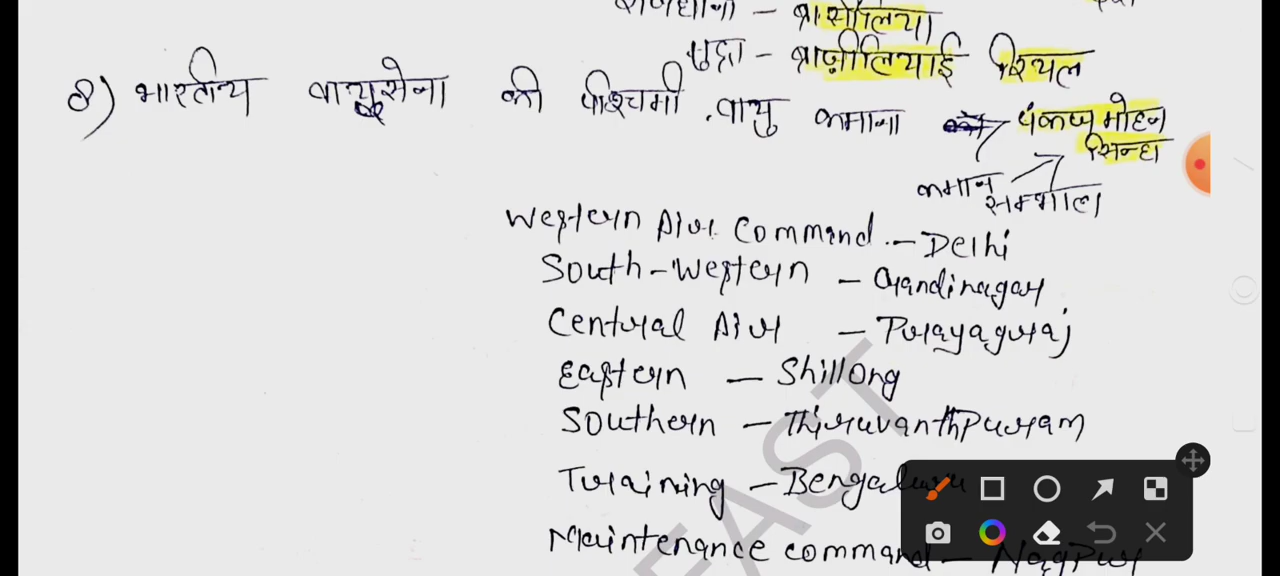 राजधानी – ब्रासीलिया
मुद्रा – ब्राज़ीलियाई रियल
8) भारतीय वायुसेना की पश्चिमी वायु कमान → पंकज मोहन सिन्हा
कमान सम्भाला
Western Air Command – Delhi
South-Western – Gandinagar
Central Air – Prayagraj
Eastern – Shillong
Southern – Thiruvanthpuram
Training – Bengaluru
Maintenance command – Nagpur
EAST